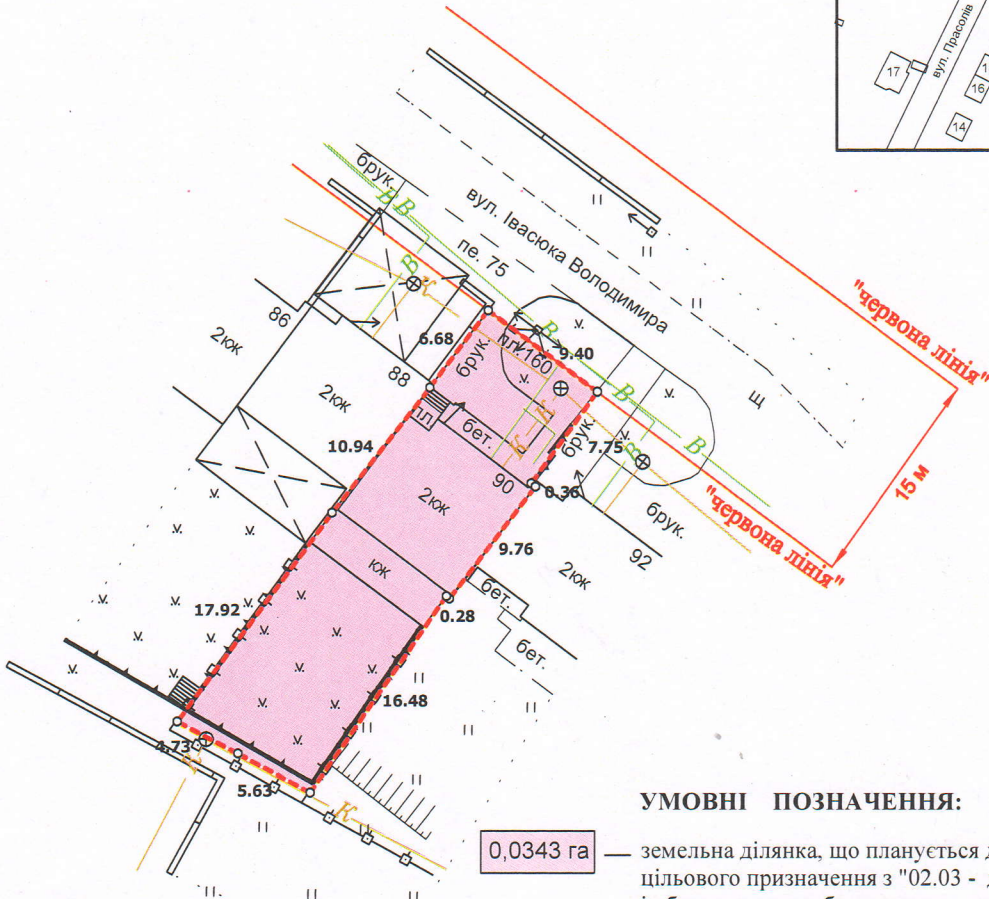 вул. Прасолів
17
16
14
брук.
В
В
вул. Івасюка Володимира
пе. 75
"червона лінія"
В
К
86
2кж
6.68
88
2кж
брук.
пл.160
9.40
В
В
В
Щ
15 м
10.94
пл
бет.
К
К
брук.
7.75
В
90
0.36
брук.
"червона лінія"
2кж
9.76
92
2кж
кж
бет.
0.28
бет.
17.92
16.48
4.73
К
5.63
К
УМОВНІ ПОЗНАЧЕННЯ:
0,0343 га — земельна ділянка, що планується
цільового призначення з "02.03 -